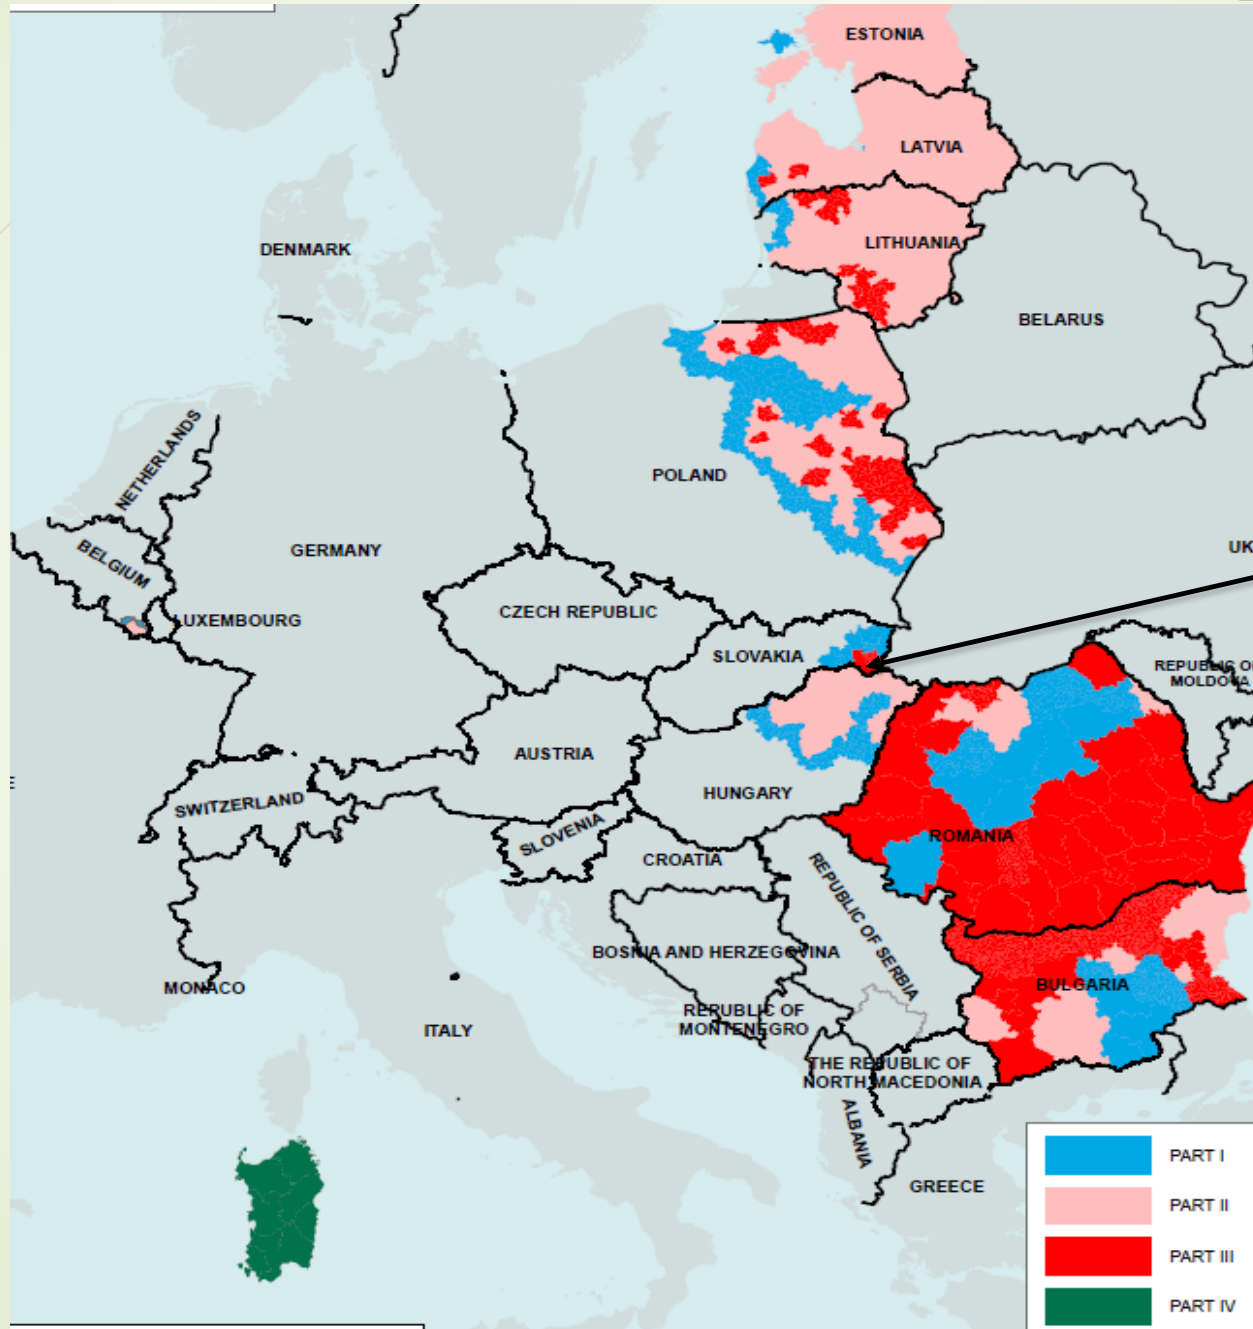 ESTONIA
LATVIA
LITHUANIA
DENMARK
BELARUS
NETHERLANDS
POLAND
BELGIUM
GERMANY
UK
LUXEMBOURG
CZECH REPUBLIC
SLOVAKIA
REPUBLIC OF
MOLDOVA
AUSTRIA
E
SWITZERLAND
HUNGARY
SLOVENIA
ROMANIA
CROATIA
REPUBLIC OF SERBIA
BOSNIA AND HERZEGOVINA
BULGARIA
MONACO
REPUBLIC OF
MONTENEGRO
ITALY
THE REPUBLIC OF
NORTH MACEDONIA
ALBANIA
GREECE
PART I
PART II
PART III
PART IV